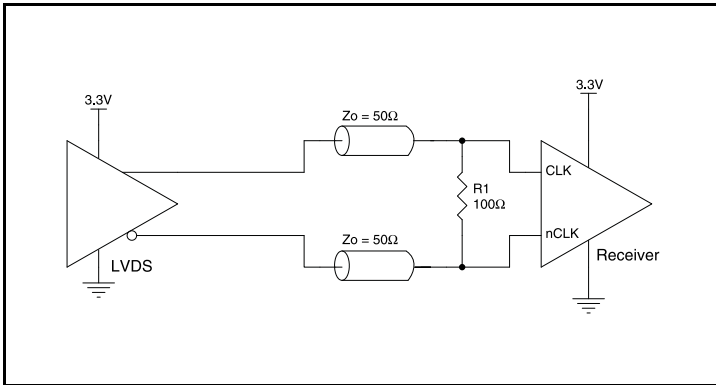 3.3V
3.3V
Zo = 50Ω
CLK
R1
100Ω
nCLK
Zo = 50Ω
Receiver
LVDS